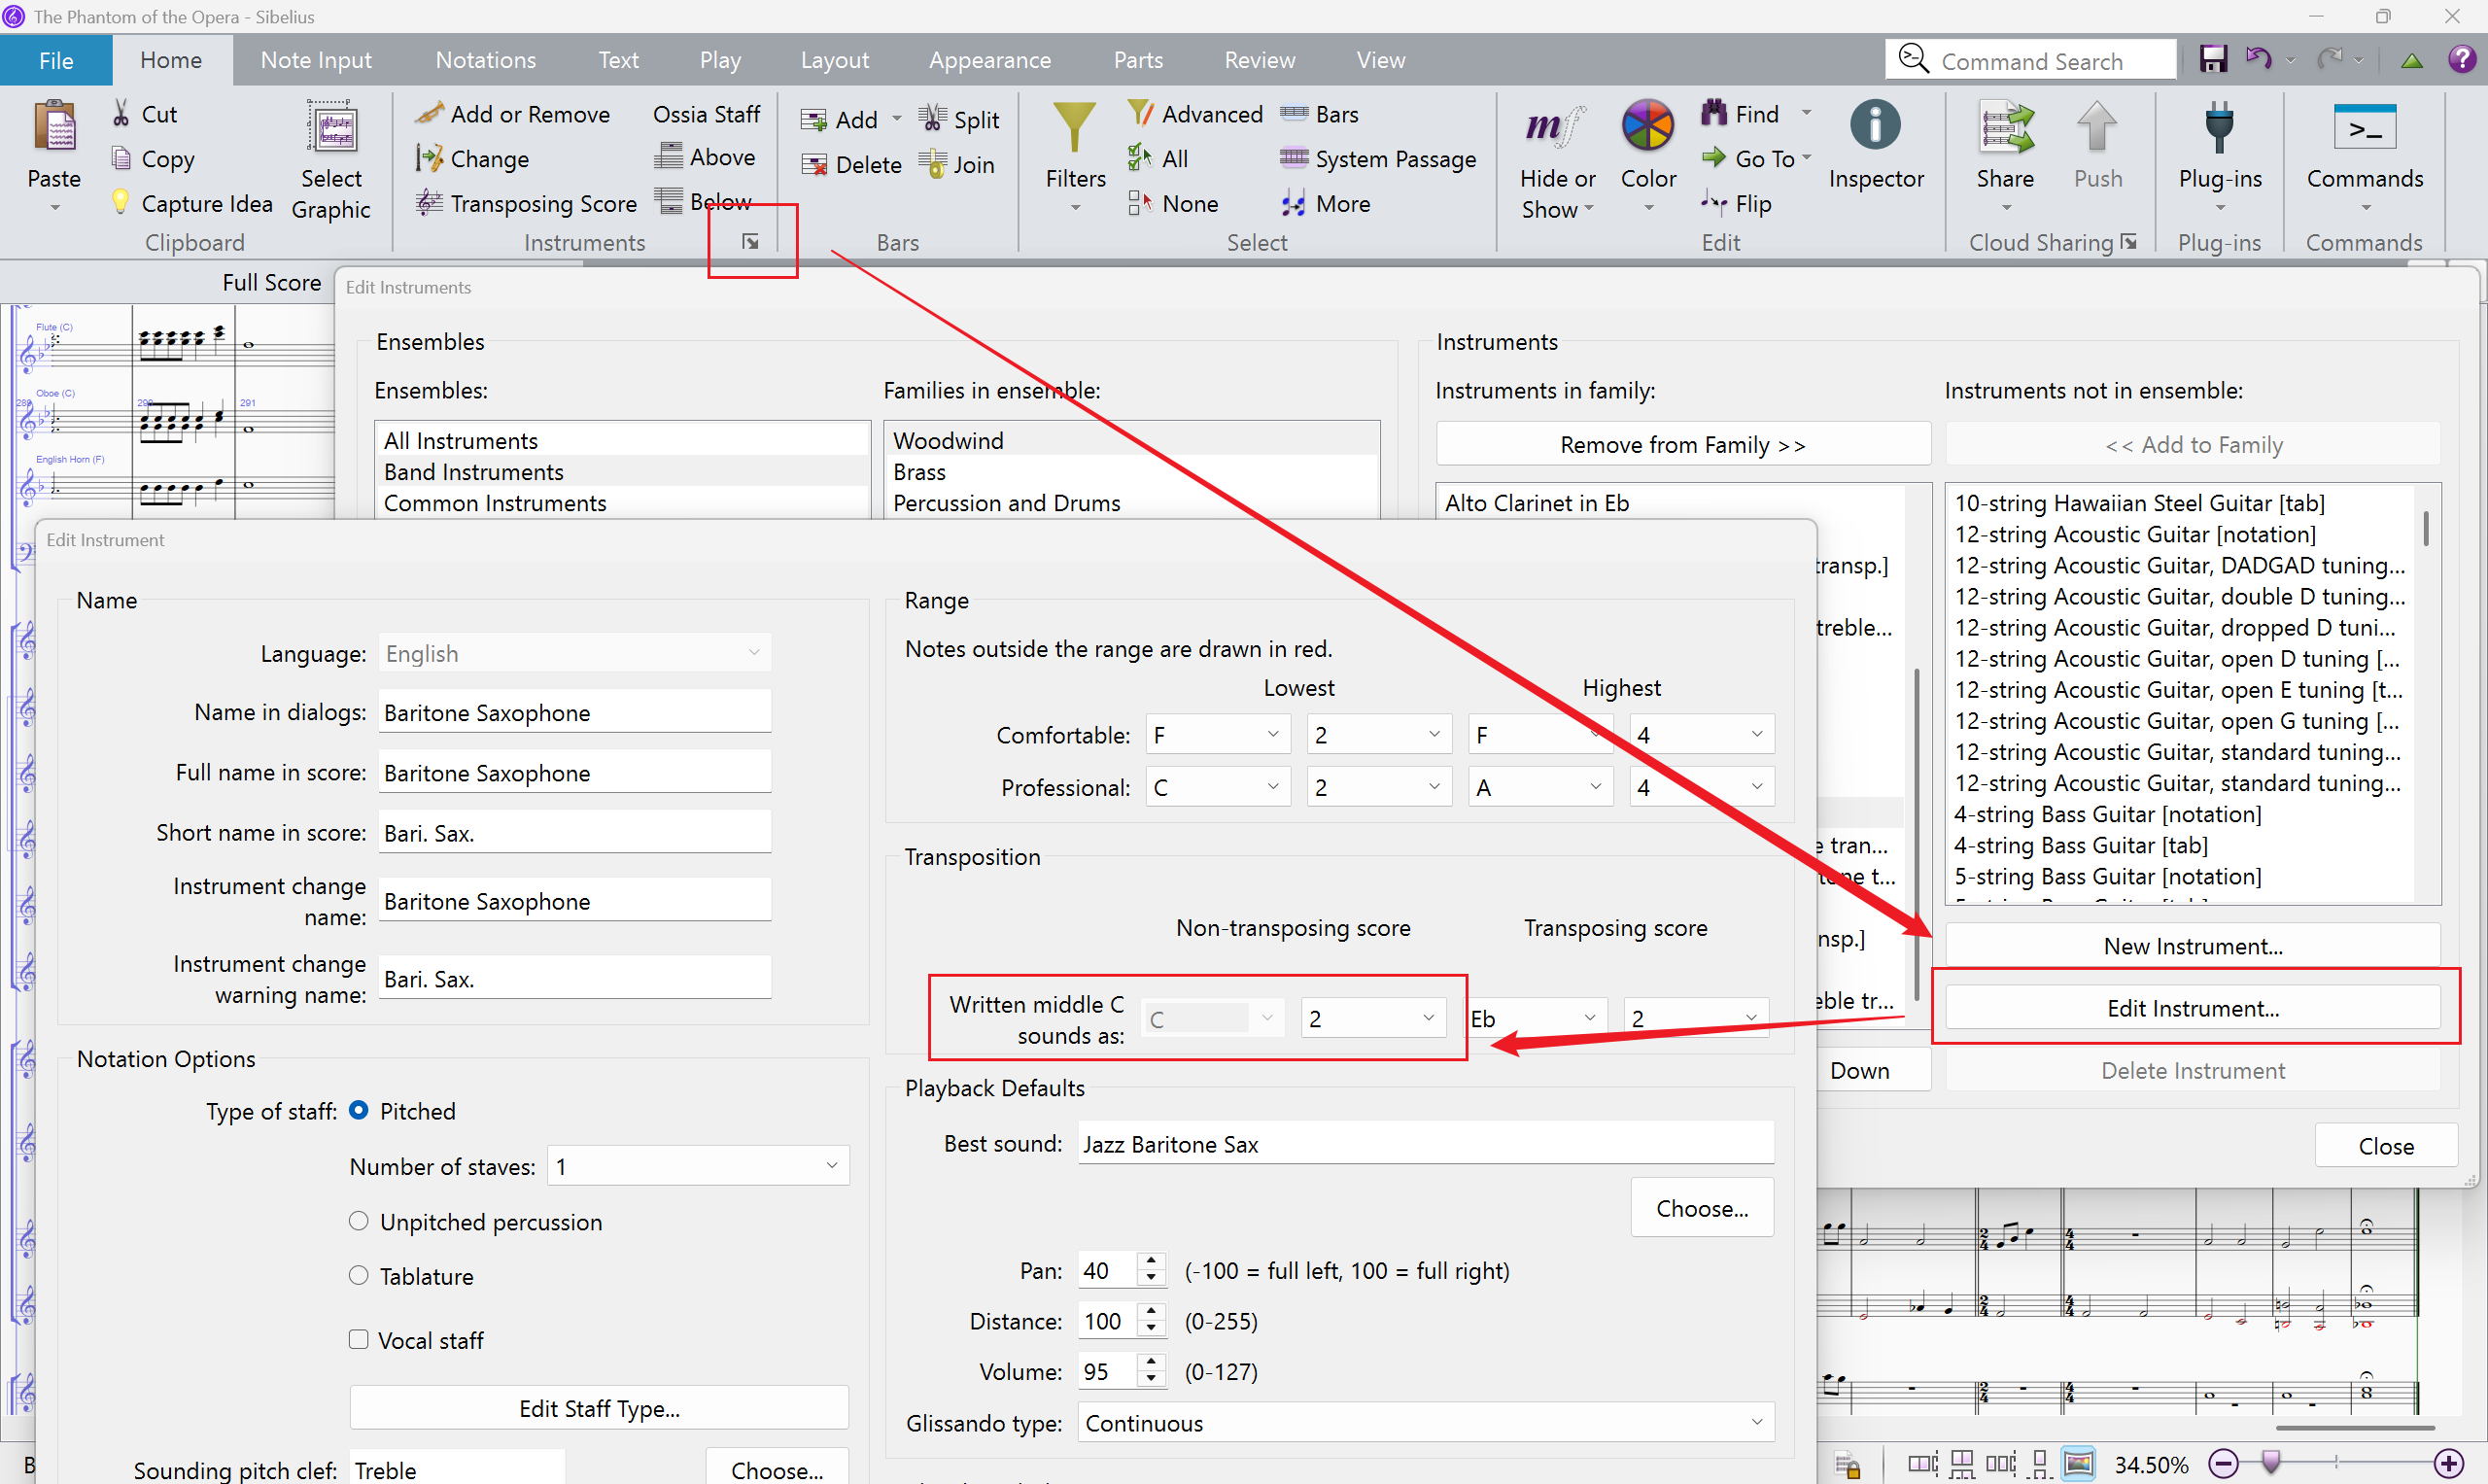 The Phantom of the Opera - Sibelius
File
Home
Note Input
Notations
Text
Play
Layout
Appearance
Parts
Review
View
Command Search
Paste
Cut
Copy
Capture Idea
Select
Graphic
Clipboard
Add or Remove
Change
Transposing Score
Ossia Staff
Above
Below
Instruments
Add
Delete
Split
Join
Bars
Filters
Advanced
All
None
Bars
System Passage
More
Select
Hide or
Show
Color
Find
Go To
Flip
Inspector
Edit
Share
Push
Cloud Sharing
Plug-ins
Plug-ins
Commands
Commands
Full Score
Flute (C)
Oboe (C)
291
English Horn (F)
Edit Instruments
Ensembles
Ensembles:
All Instruments
Band Instruments
Common Instruments
Families in ensemble:
Woodwind
Brass
Percussion and Drums
Instruments
Instruments in family:
Remove from Family >>
Alto Clarinet in Eb
transp.]
treble...
e tran...
nsp.]
eble tr...
Down
Instruments not in ensemble:
<< Add to Family
10-string Hawaiian Steel Guitar [tab]
12-string Acoustic Guitar [notation]
12-string Acoustic Guitar, DADGAD tuning...
12-string Acoustic Guitar, double D tuning...
12-string Acoustic Guitar, dropped D tuni...
12-string Acoustic Guitar, open D tuning [...
12-string Acoustic Guitar, open E tuning [t...
12-string Acoustic Guitar, open G tuning [...
12-string Acoustic Guitar, standard tuning...
12-string Acoustic Guitar, standard tuning...
4-string Bass Guitar [notation]
4-string Bass Guitar [tab]
5-string Bass Guitar [notation]
New Instrument...
Edit Instrument...
Delete Instrument
Close
Edit Instrument
Name
Language: English
Name in dialogs: Baritone Saxophone
Full name in score: Baritone Saxophone
Short name in score: Bari. Sax.
Instrument change
name: Baritone Saxophone
Instrument change
warning name: Bari. Sax.
Notation Options
Type of staff: Pitched
Number of staves: 1
Unpitched percussion
Tablature
Vocal staff
Edit Staff Type...
Sounding pitch clef: Treble Choose...
Range
Notes outside the range are drawn in red.
Lowest Highest
Comfortable: F 2 F 4
Professional: C 2 A 4
Transposition
Non-transposing score Transposing score
Written middle C
sounds as: C 2 Eb 2
Playback Defaults
Best sound: Jazz Baritone Sax
Choose...
Pan: 40 (-100 = full left, 100 = full right)
Distance: 100 (0-255)
Volume: 95 (0-127)
Glissando type: Continuous
34.50%